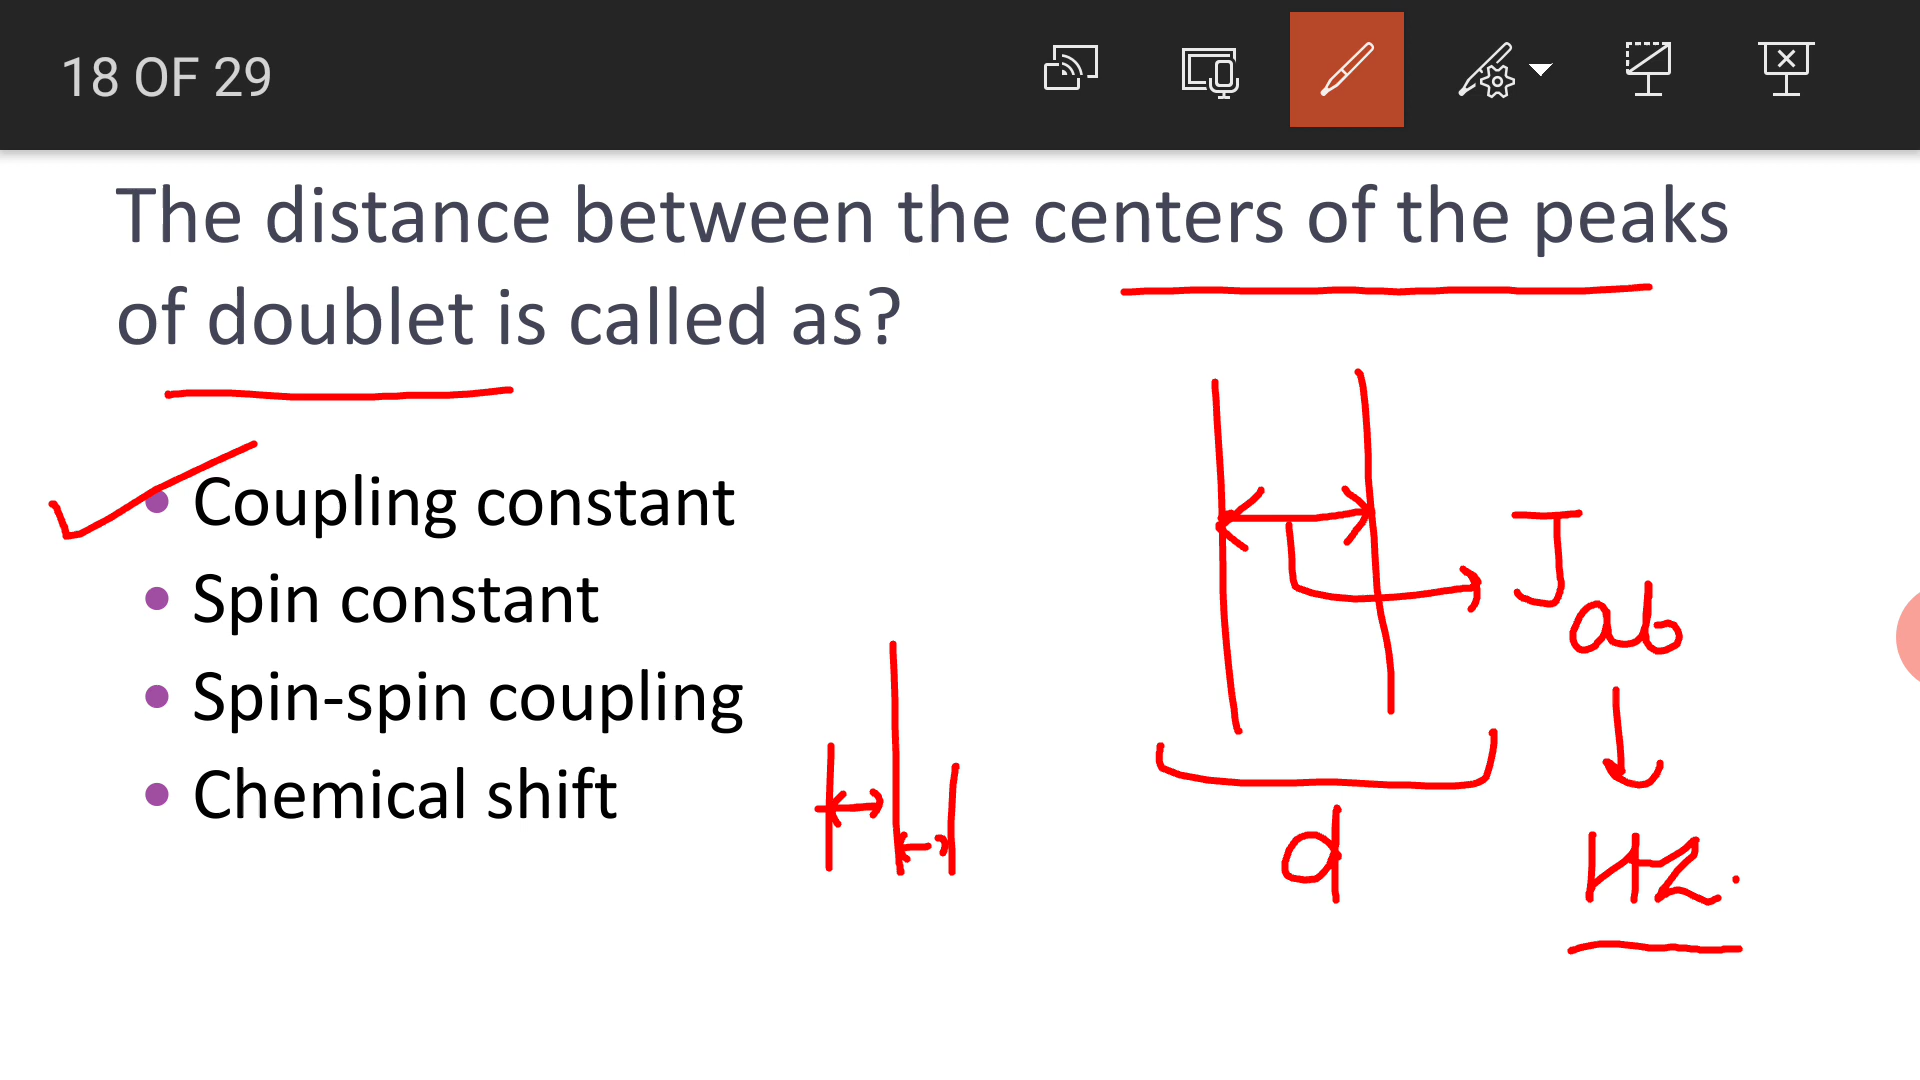 18 OF 29
The distance between the centers of the peaks
of doublet is called as?
• Coupling constant
• Spin constant
• Spin-spin coupling
• Chemical shift
Jab
d
HZ.